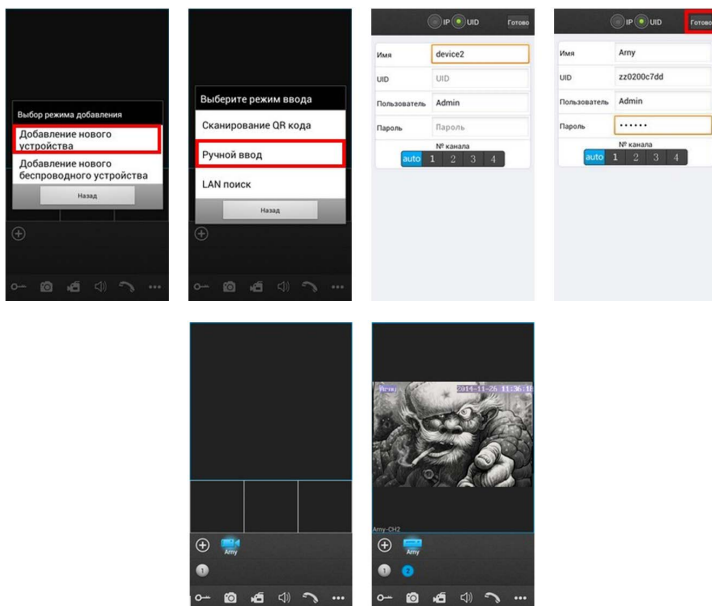 Выбор режима добавления
Добавление нового
устройства
Добавление нового
беспроводного устройства
Назад
Выберите режим ввода
Сканирование QR кода
Ручной ввод
LAN поиск
Назад
IP UID Готово
Имя device2
UID UID
Пользователь Admin
Пароль Пароль
№ канала
auto 1 2 3 4
IP UID Готово
Имя Arny
UID zz0200c7dd
Пользователь Admin
Пароль ······
№ канала
auto 1 2 3 4
Arny
1
2014-11-26 11:36:18
Arny-CH2
Arny
1 2